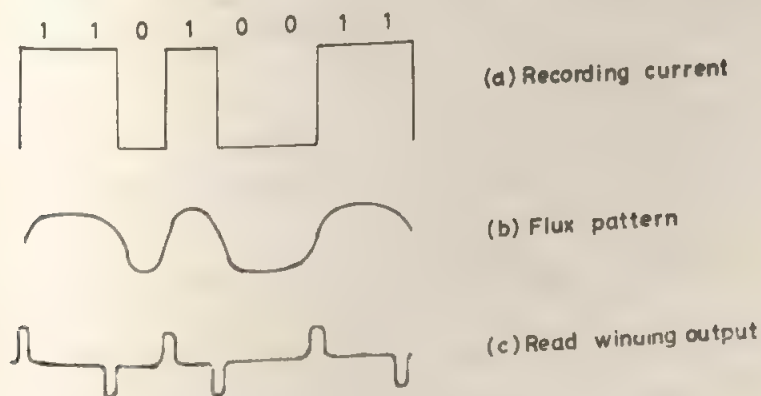 1 1 0 1 0 0 1 1
(a) Recording current
(b) Flux pattern
(c) Read winuing output